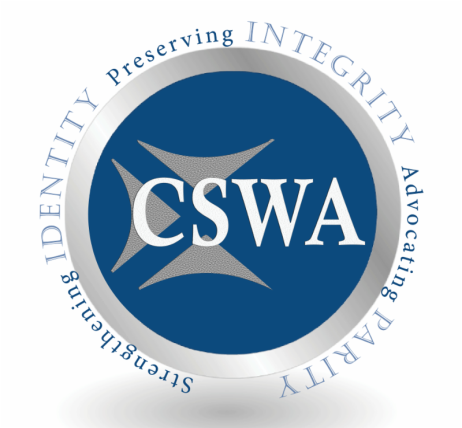 Strengthening IDENTITY Preserving INTEGRITY Advocating PARITY
CSWA